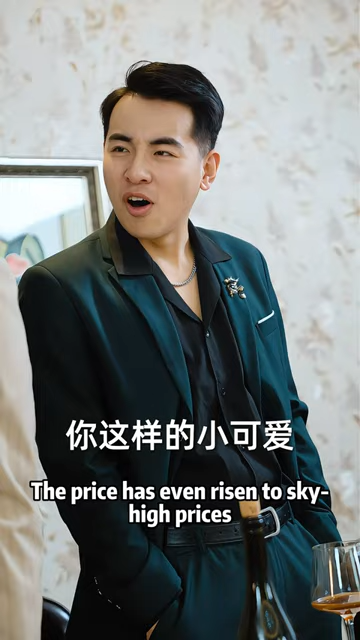 你这样的小可爱
The price has even risen to sky-
high prices